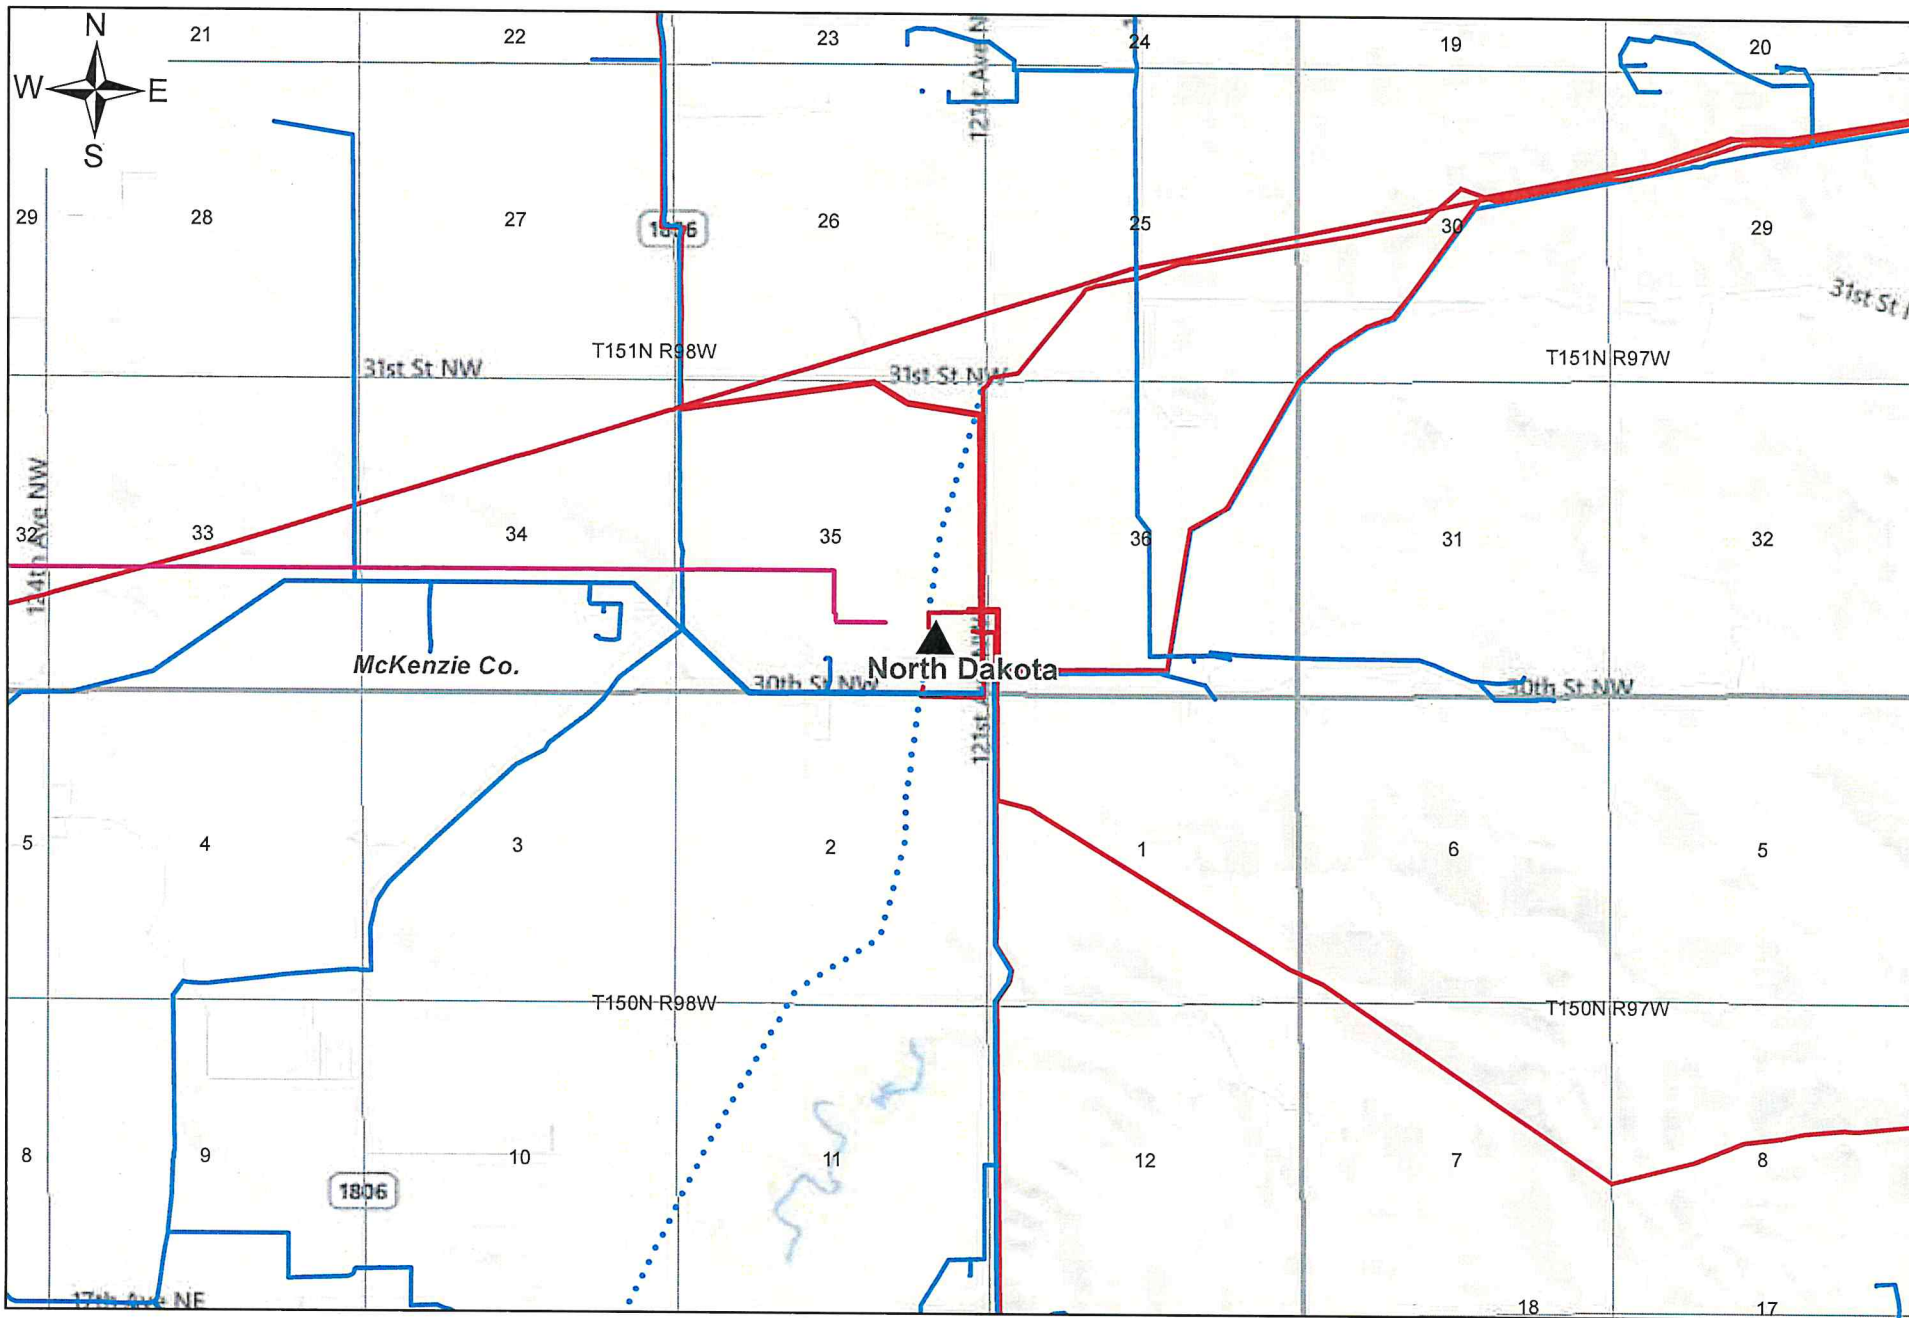 N
W E
S
21 22 23 24 19 20
121st Ave N
29 28 27 1806 26 25 30 29
31st St
T151N R98W T151N R97W
31st St NW 31st St NW
124th Ave NW
32 33 34 35 36 31 32
McKenzie Co. North Dakota
30th St NW 30th St NW
121st A
5 4 3 2 1 6 5
T150N R98W T150N R97W
8 9 10 11 12 7 8
1806
17th Ave NE 18 17